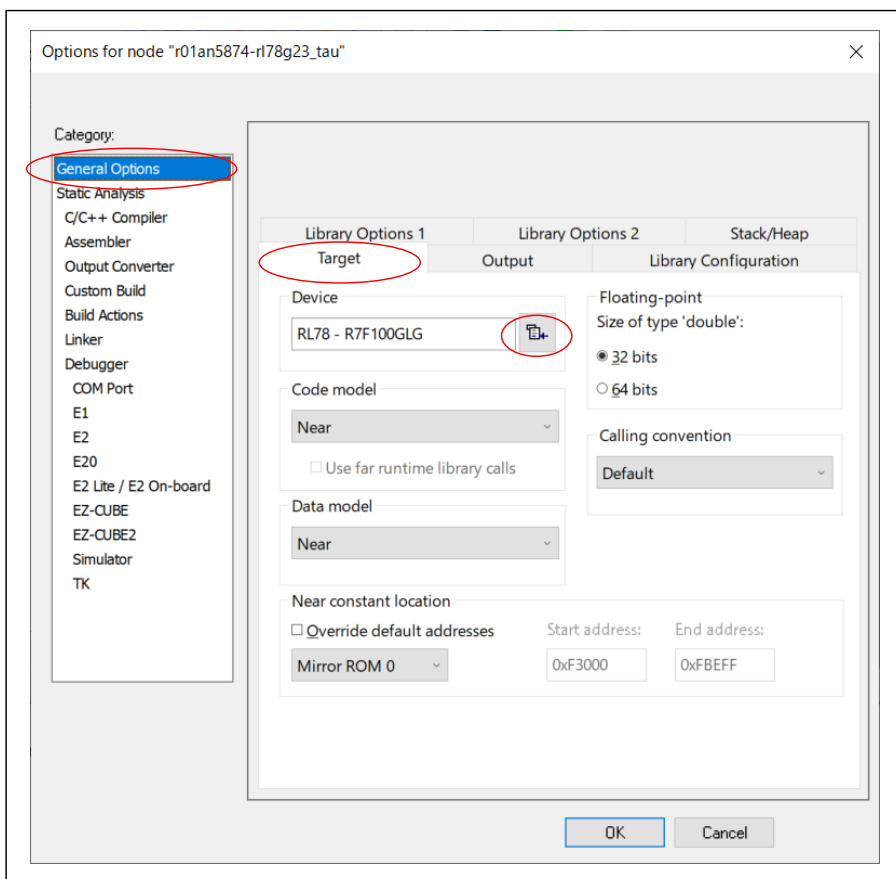 Options for node "r01an5874-rl78g23_tau"
Category:
General Options
Static Analysis
C/C++ Compiler
Assembler
Output Converter
Custom Build
Build Actions
Linker
Debugger
COM Port
E1
E2
E20
E2 Lite / E2 On-board
EZ-CUBE
EZ-CUBE2
Simulator
TK
Library Options 1 Library Options 2 Stack/Heap
Target Output Library Configuration
Device
RL78 - R7F100GLG
Code model
Near
Use far runtime library calls
Data model
Near
Floating-point
Size of type 'double':
32 bits
64 bits
Calling convention
Default
Near constant location
Override default addresses Start address: End address:
Mirror ROM 0 0xF3000 0xFBEFF
OK Cancel